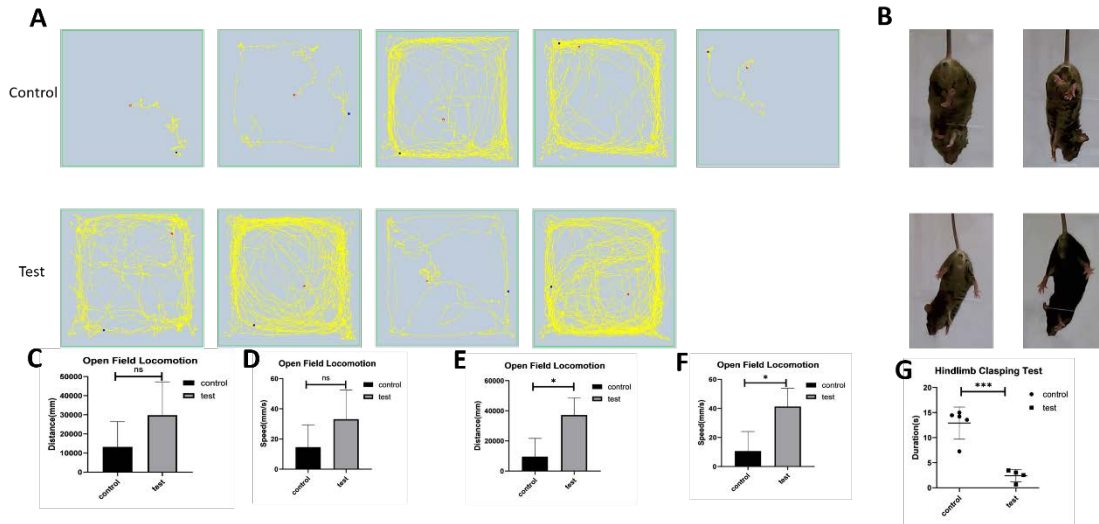 A
B
Control
Test
C
Open Field Locomotion
ns
control
test
Distance(mm)
50000
40000
30000
20000
10000
0
control
test
D
Open Field Locomotion
ns
control
test
Speed(mm/s)
60
40
20
0
control
test
E
Open Field Locomotion
*
control
test
Distance(mm)
60000
40000
20000
0
control
test
F
Open Field Locomotion
*
control
test
Speed(mm/s)
60
40
20
0
control
test
G
Hindlimb Clasping Test
***
control
test
Duration(s)
20
15
10
5
0
control
test